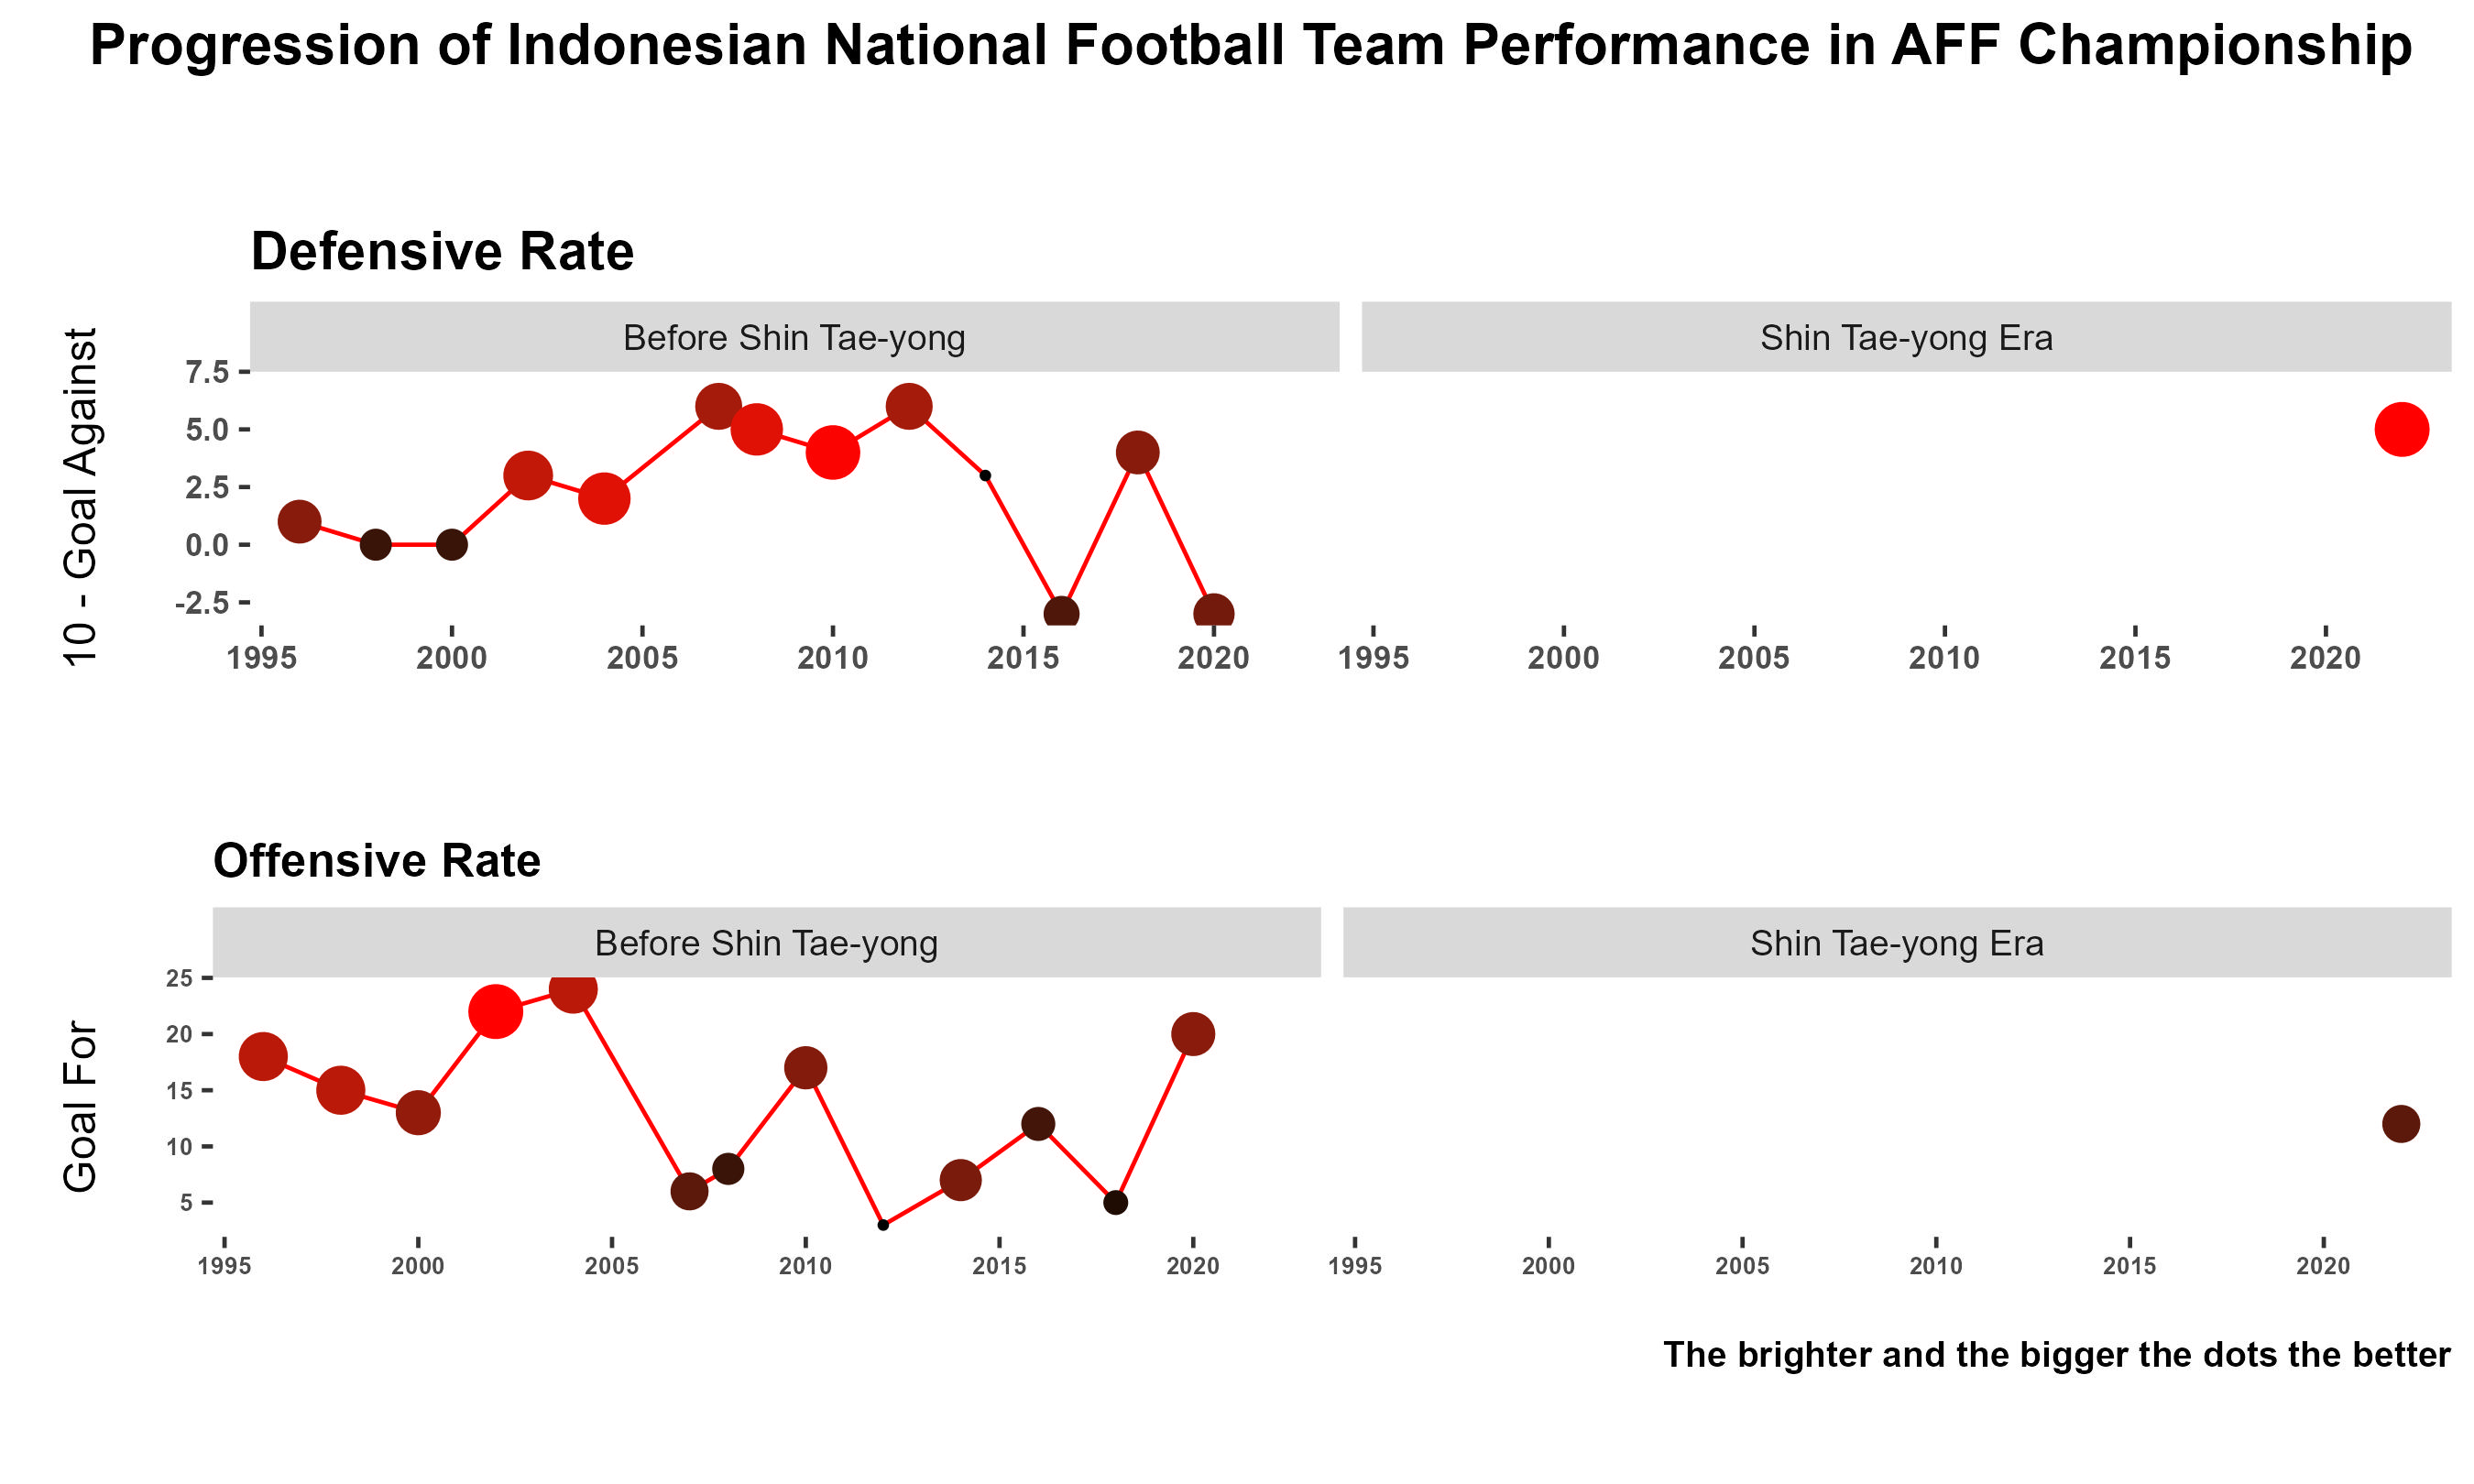 Progression of Indonesian National Football Team Performance in AFF Championship
Defensive Rate
Before Shin Tae-yong
Shin Tae-yong Era
10 - Goal Against
7.5
5.0
2.5
0.0
-2.5
1995 2000 2005 2010 2015 2020 1995 2000 2005 2010 2015 2020
Offensive Rate
Before Shin Tae-yong
Shin Tae-yong Era
Goal For
25
20
15
10
5
1995 2000 2005 2010 2015 2020 1995 2000 2005 2010 2015 2020
The brighter and the bigger the dots the better